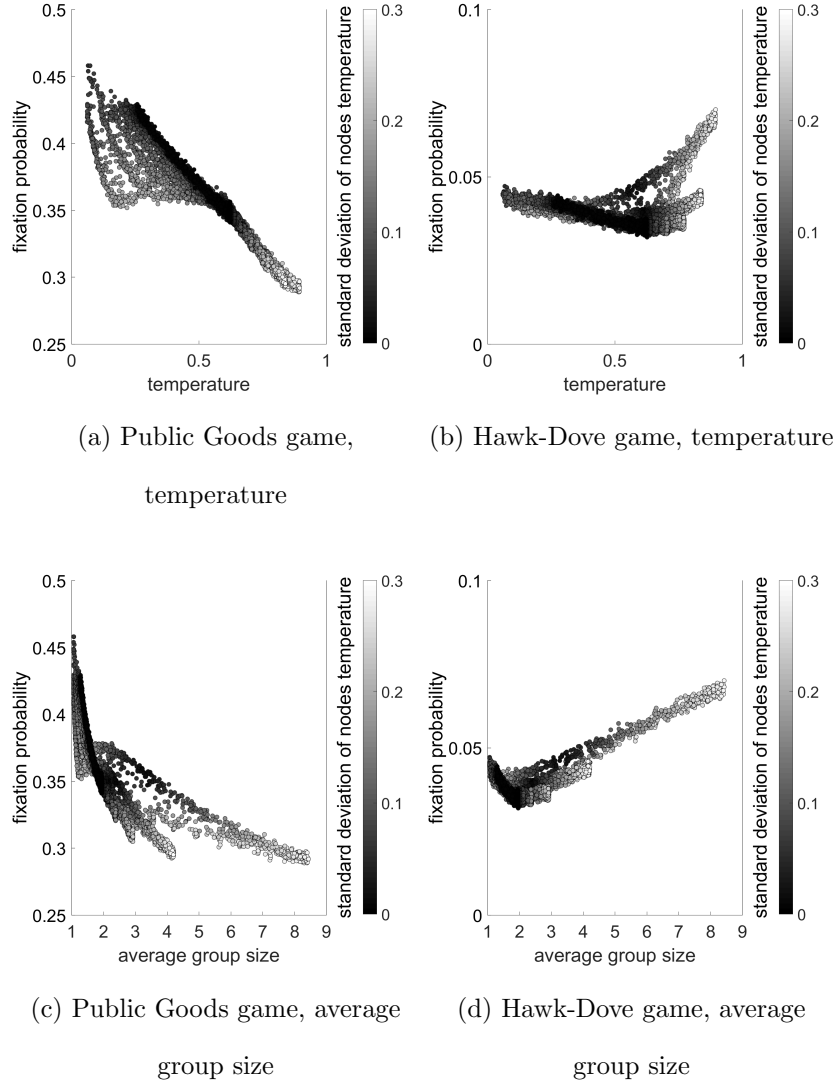 0.5
0.45
0.4
0.35
0.3
0.25
fixation probability
0
0.5
1
temperature
0.3
0.2
0.1
0
standard deviation of nodes temperature
0.1
0.05
0
fixation probability
0
0.5
1
temperature
0.3
0.2
0.1
0
standard deviation of nodes temperature
(a) Public Goods game,
temperature
(b) Hawk-Dove game, temperature
0.5
0.45
0.4
0.35
0.3
0.25
fixation probability
1 2 3 4 5 6 7 8 9
average group size
0.3
0.2
0.1
0
standard deviation of nodes temperature
0.1
0.05
0
fixation probability
1 2 3 4 5 6 7 8 9
average group size
0.3
0.2
0.1
0
standard deviation of nodes temperature
(c) Public Goods game, average
group size
(d) Hawk-Dove game, average
group size